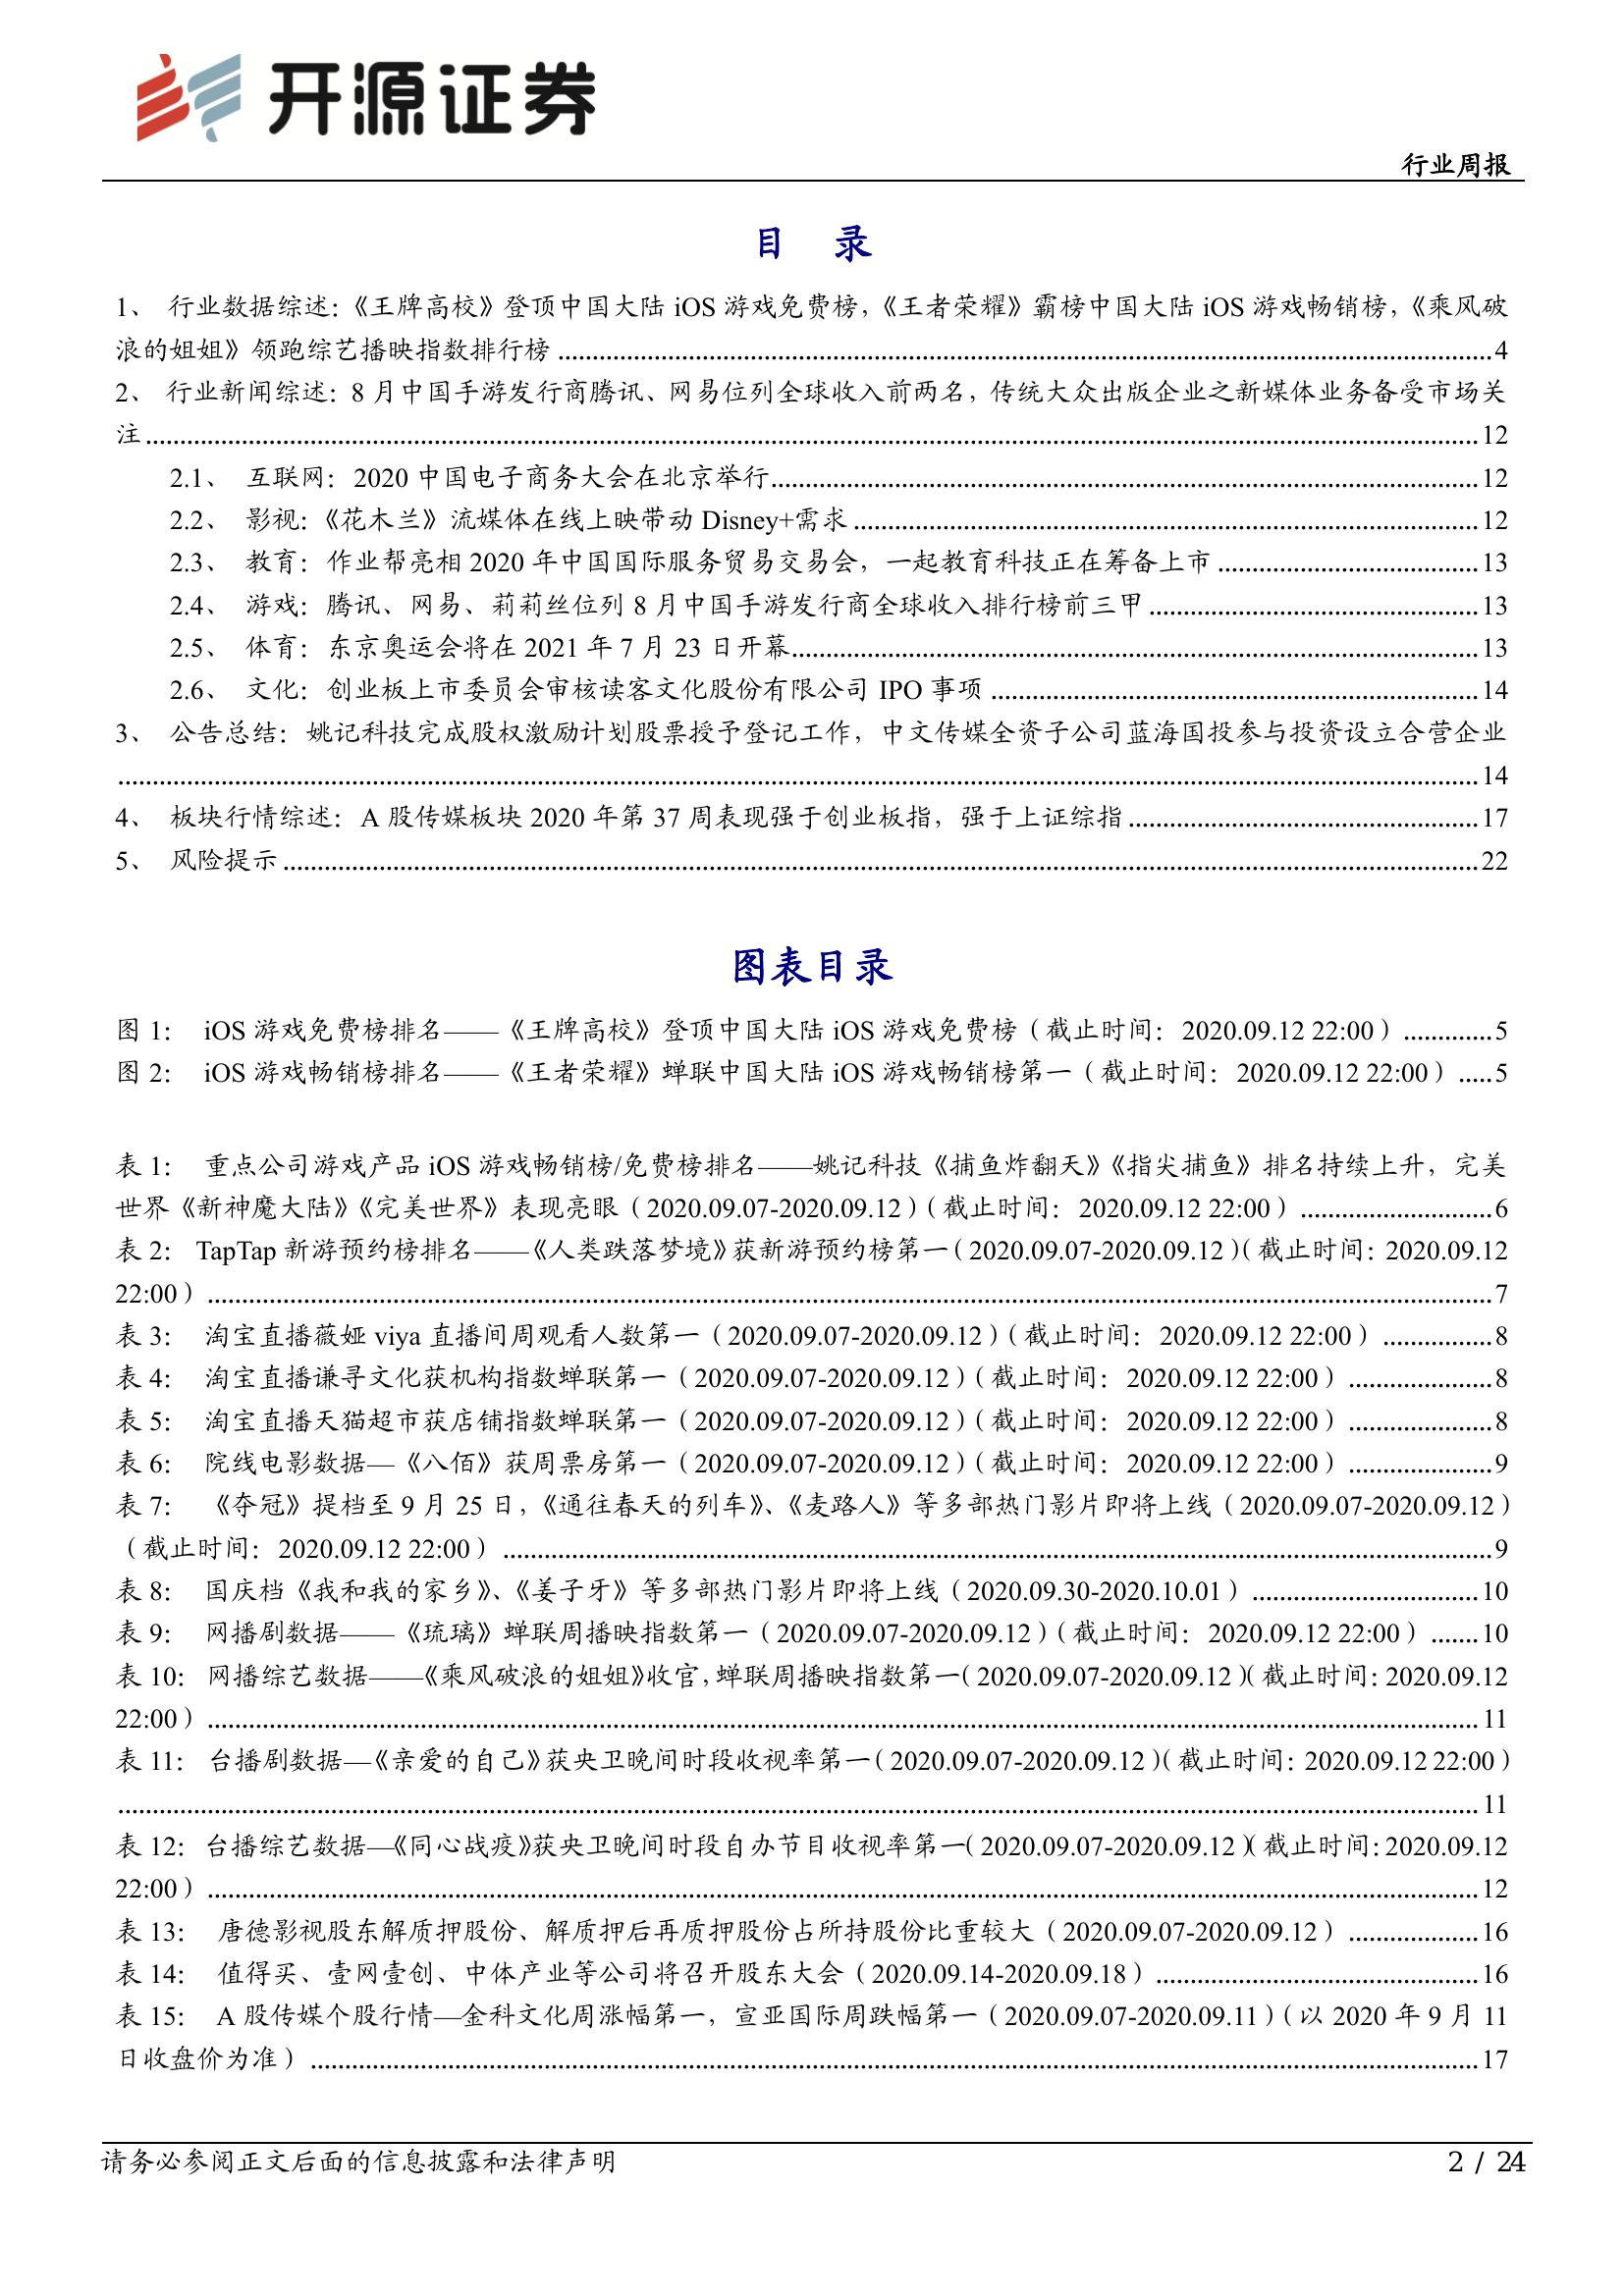 开源证券
行业周报
目 录
1、 行业数据综述：《王牌高校》登顶中国大陆 iOS 游戏免费榜，《王者荣耀》霸榜中国大陆 iOS 游戏畅销榜，《乘风破
浪的姐姐》领跑综艺播映指数排行榜 ........ 4
2、 行业新闻综述：8 月中国手游发行商腾讯、网易位列全球收入前两名，传统大众出版企业之新媒体业务备受市场关
注 ........ 12
2.1、 互联网：2020 中国电子商务大会在北京举行 ........ 12
2.2、 影视：《花木兰》流媒体在线上映带动 Disney+需求 ........ 12
2.3、 教育：作业帮亮相 2020 年中国国际服务贸易交易会，一起教育科技正在筹备上市 ........ 13
2.4、 游戏：腾讯、网易、莉莉丝位列 8 月中国手游发行商全球收入排行榜前三甲 ........ 13
2.5、 体育：东京奥运会将在 2021 年 7 月 23 日开幕 ........ 13
2.6、 文化：创业板上市委员会审核读客文化股份有限公司 IPO 事项 ........ 14
3、 公告总结：姚记科技完成股权激励计划股票授予登记工作，中文传媒全资子公司蓝海国投参与投资设立合营企业
........ 14
4、 板块行情综述：A 股传媒板块 2020 年第 37 周表现强于创业板指，强于上证综指 ........ 17
5、 风险提示 ........ 22
图表目录
图 1： iOS 游戏免费榜排名——《王牌高校》登顶中国大陆 iOS 游戏免费榜（截止时间：2020.09.12 22:00） ........ 5
图 2： iOS 游戏畅销榜排名——《王者荣耀》蝉联中国大陆 iOS 游戏畅销榜第一（截止时间：2020.09.12 22:00） ..... 5
表 1： 重点公司游戏产品 iOS 游戏畅销榜/免费榜排名——姚记科技《捕鱼炸翻天》《指尖捕鱼》排名持续上升，完美
世界《新神魔大陆》《完美世界》表现亮眼（2020.09.07-2020.09.12）（截止时间：2020.09.12 22:00） ........ 6
表 2： TapTap 新游预约榜排名——《人类跌落梦境》获新游预约榜第一（2020.09.07-2020.09.12）（截止时间：2020.09.12
22:00） ........ 7
表 3： 淘宝直播薇娅 viya 直播间周观看人数第一（2020.09.07-2020.09.12）（截止时间：2020.09.12 22:00） ........ 8
表 4： 淘宝直播谦寻文化获机构指数蝉联第一（2020.09.07-2020.09.12）（截止时间：2020.09.12 22:00） ........ 8
表 5： 淘宝直播天猫超市获店铺指数蝉联第一（2020.09.07-2020.09.12）（截止时间：2020.09.12 22:00） ........ 8
表 6： 院线电影数据—《八佰》获周票房第一（2020.09.07-2020.09.12）（截止时间：2020.09.12 22:00） ........ 9
表 7： 《夺冠》提档至 9 月 25 日，《通往春天的列车》、《麦路人》等多部热门影片即将上线（2020.09.07-2020.09.12）
（截止时间：2020.09.12 22:00） ........ 9
表 8： 国庆档《我和我的家乡》、《姜子牙》等多部热门影片即将上线（2020.09.30-2020.10.01） ........ 10
表 9： 网播剧数据——《琉璃》蝉联周播映指数第一（2020.09.07-2020.09.12）（截止时间：2020.09.12 22:00） ....... 10
表 10： 网播综艺数据——《乘风破浪的姐姐》收官，蝉联周播映指数第一（2020.09.07-2020.09.12）（截止时间：2020.09.12
22:00） ........ 11
表 11： 台播剧数据—《亲爱的自己》获央卫晚间时段收视率第一（2020.09.07-2020.09.12）（截止时间：2020.09.12 22:00）
........ 11
表 12： 台播综艺数据—《同心战疫》获央卫晚间时段自办节目收视率第一（2020.09.07-2020.09.12）（截止时间：2020.09.12
22:00） ........ 12
表 13： 唐德影视股东解质押股份、解质押后再质押股份占所持股份比重较大（2020.09.07-2020.09.12） ........ 16
表 14： 值得买、壹网壹创、中体产业等公司将召开股东大会（2020.09.14-2020.09.18） ........ 16
表 15： A 股传媒个股行情—金科文化周涨幅第一，宣亚国际周跌幅第一（2020.09.07-2020.09.11）（以 2020 年 9 月 11
日收盘价为准） ........ 17
请务必参阅正文后面的信息披露和法律声明
2 / 24